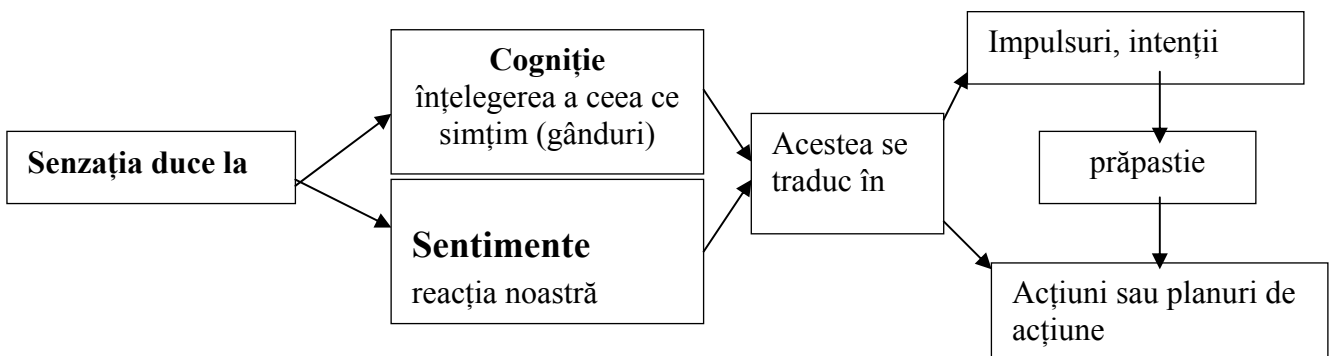 Senzația duce la
Cogniție
înțelegerea a ceea ce
simțim (gânduri)
Sentimente
reacția noastră
Acestea se
traduc în
Impulsuri, intenții
prăpastie
Acțiuni sau planuri de
acțiune